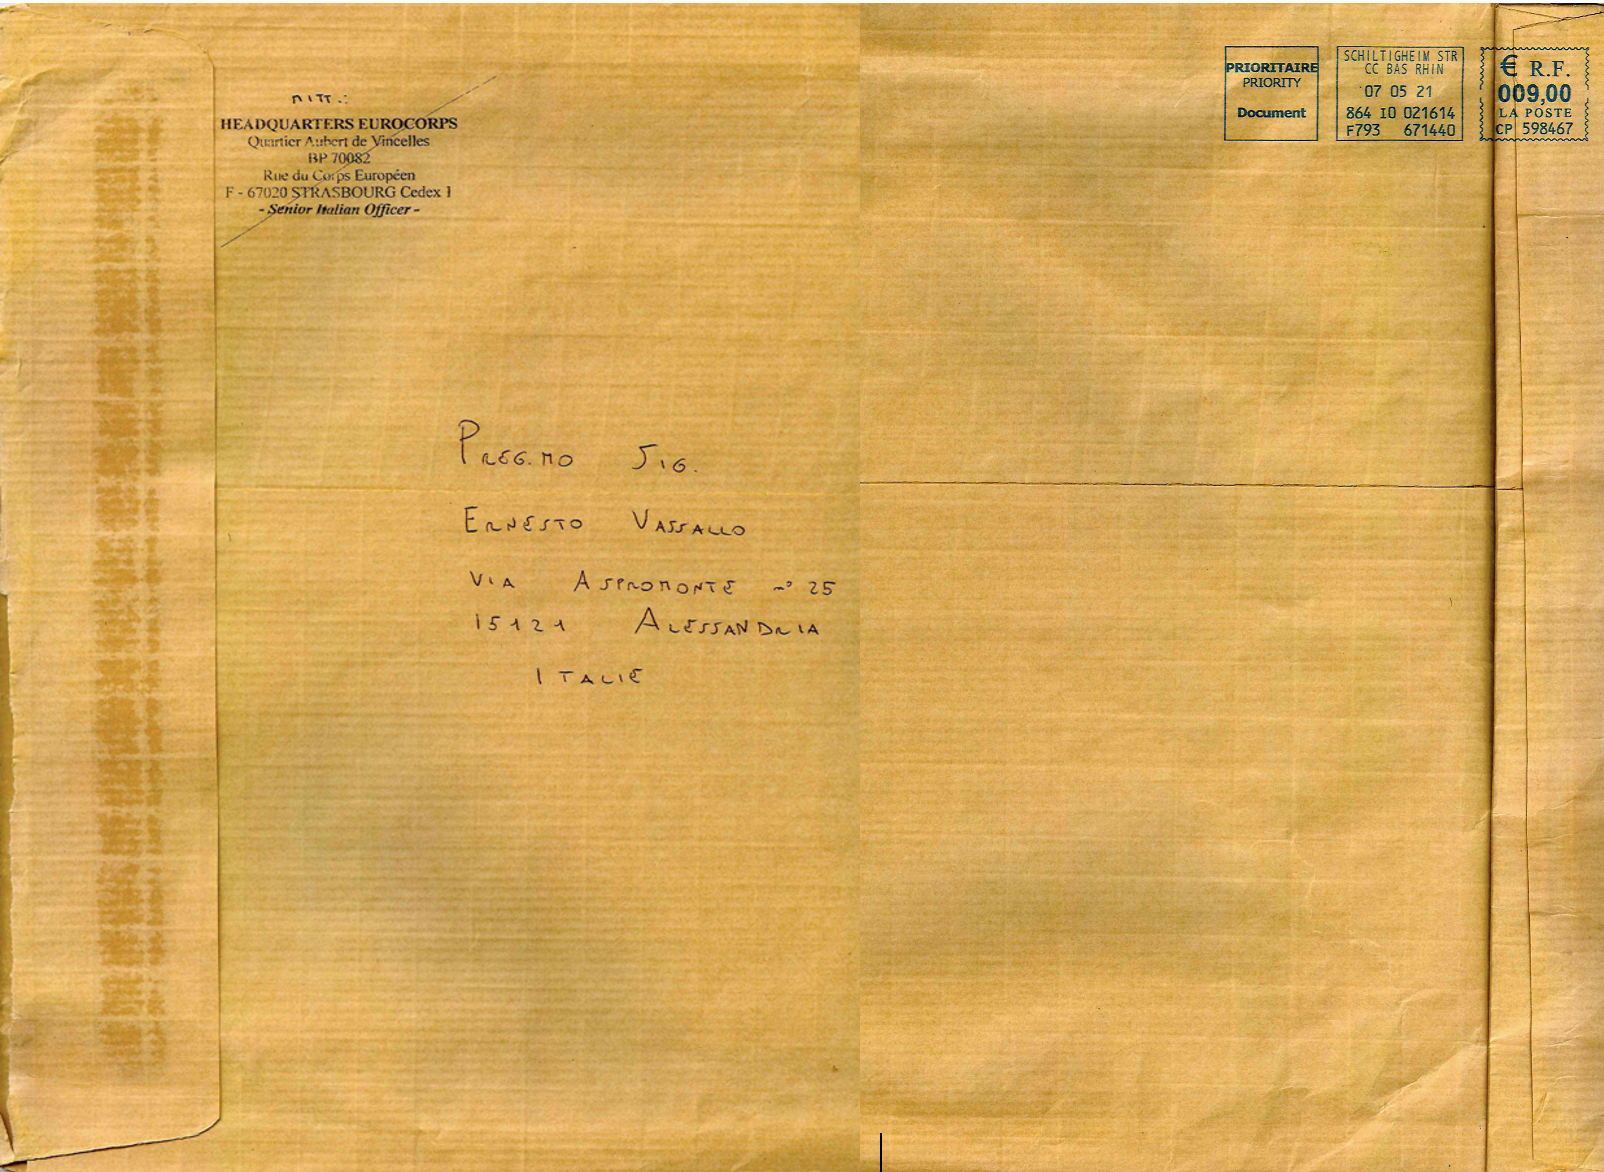 MITT.:
HEADQUARTERS EUROCORPS
Quartier Aubert de Vincelles
BP 70082
Rue du Corps Européen
F - 67020 STRASBOURG Cedex 1
- Senior Italian Officer -
PRIORITAIRE
PRIORITY
Document
SCHILTIGHEIM STR
CC BAS RHIN
07 05 21
864 IO 021614
F793 671440
€ R.F.
009,00
LA POSTE
CP 598467
PREG.MO SIG.
ERNESTO VASSALLO
VIA ASPROMONTE n° 25
15121 ALESSANDRIA
ITALIE